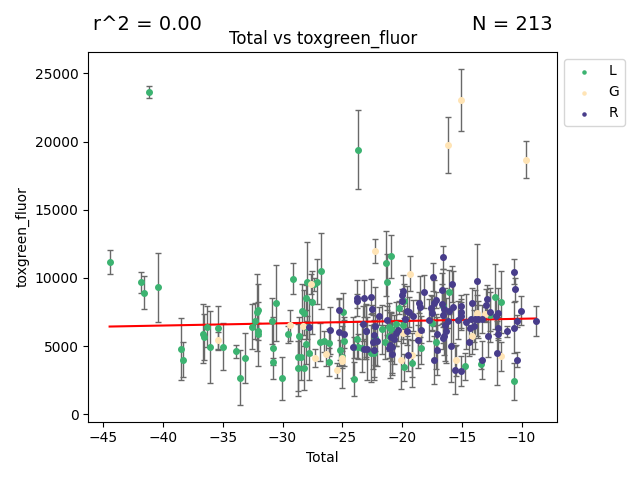 r^2 = 0.00
N = 213
Total vs toxgreen_fluor
25000
20000
15000
10000
5000
0
toxgreen_fluor
−45
−40
−35
−30
−25
−20
−15
−10
Total
L
G
R